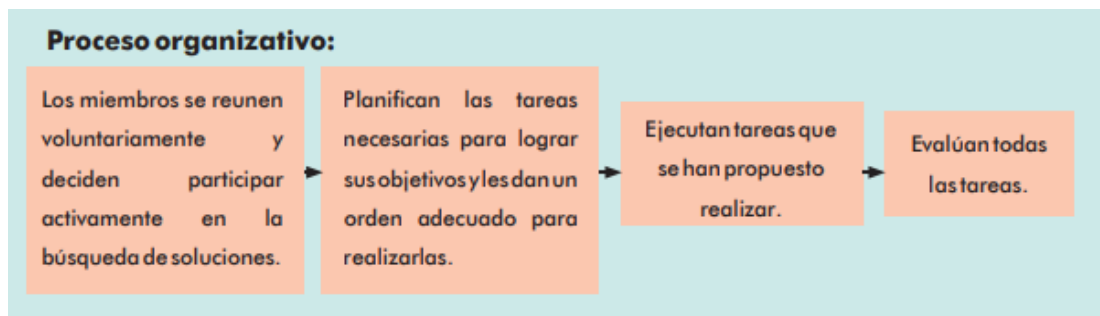 Proceso organizativo:
Los miembros se reunen
voluntariamente y
deciden participar
activamente en la
búsqueda de soluciones.
Planifican las tareas
necesarias para lograr
sus objetivos y les dan un
orden adecuado para
realizarlas.
Ejecutan tareas que
se han propuesto
realizar.
Evalúan todas
las tareas.